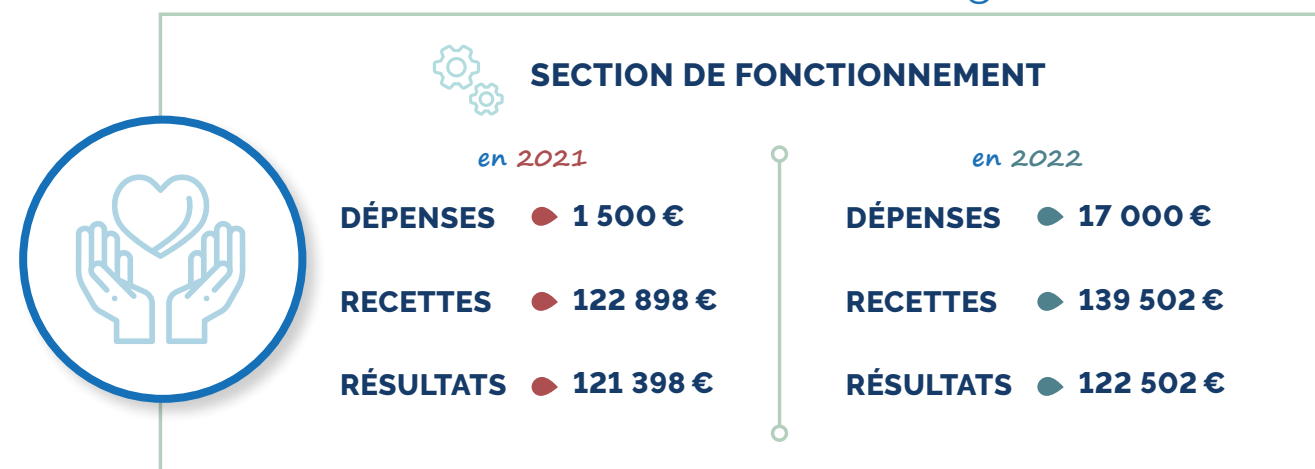 SECTION DE FONCTIONNEMENT
en 2021
DÉPENSES 1 500 €
RECETTES 122 898 €
RÉSULTATS 121 398 €
en 2022
DÉPENSES 17 000 €
RECETTES 139 502 €
RÉSULTATS 122 502 €